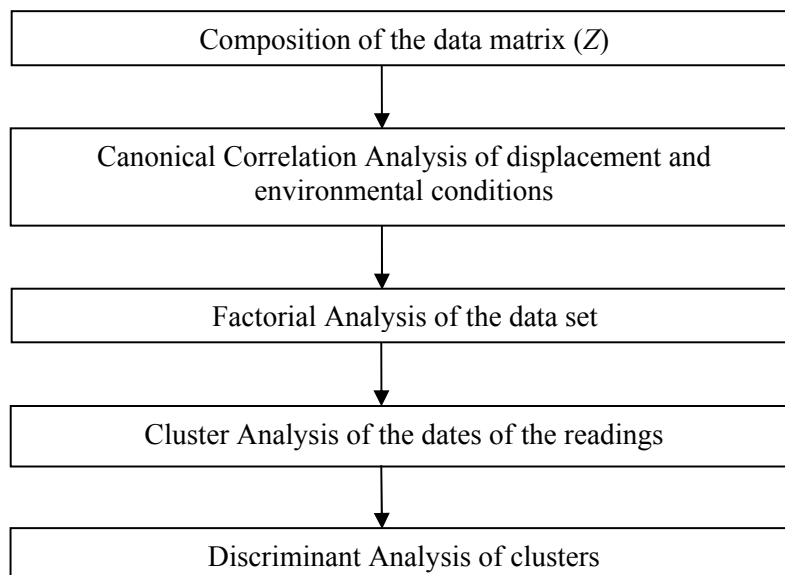 Composition of the data matrix (Z)
Canonical Correlation Analysis of displacement and
environmental conditions
Factorial Analysis of the data set
Cluster Analysis of the dates of the readings
Discriminant Analysis of clusters